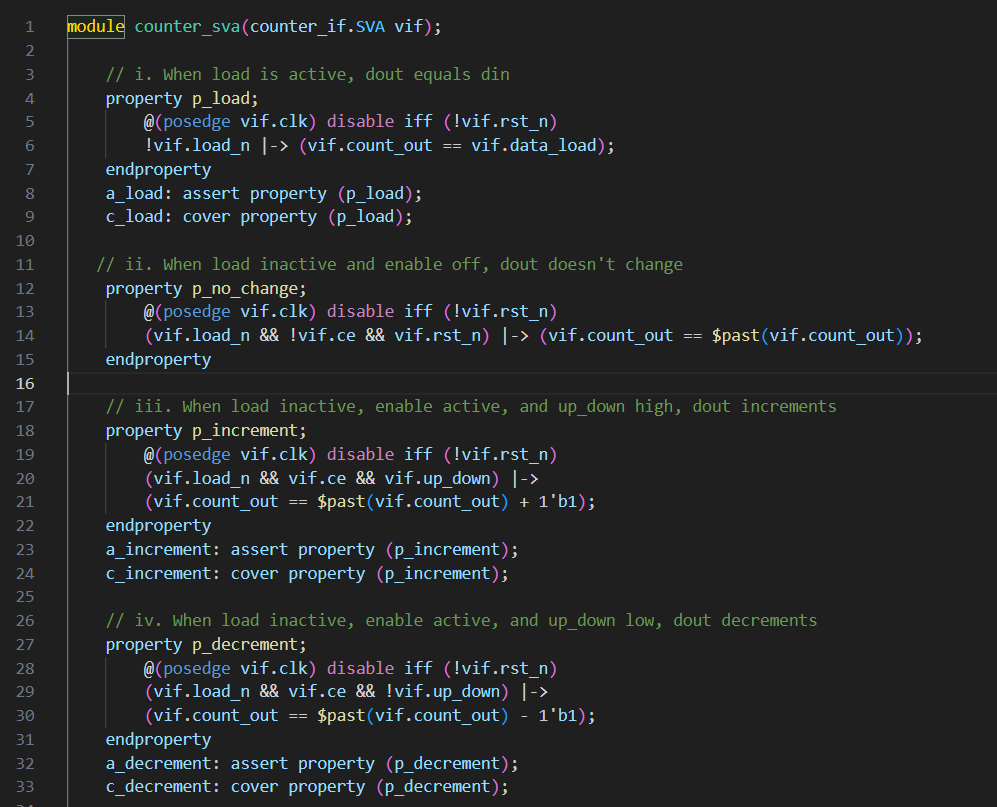 1 module counter_sva(counter_if.SVA vif);
2
3 // i. When load is active, dout equals din
4 property p_load;
5 @(posedge vif.clk) disable iff (!vif.rst_n)
6 !vif.load_n |-> (vif.count_out == vif.data_load);
7 endproperty
8 a_load: assert property (p_load);
9 c_load: cover property (p_load);
10
11 // ii. When load inactive and enable off, dout doesn't change
12 property p_no_change;
13 @(posedge vif.clk) disable iff (!vif.rst_n)
14 (vif.load_n && !vif.ce && vif.rst_n) |-> (vif.count_out == $past(vif.count_out));
15 endproperty
16
17 // iii. When load inactive, enable active, and up_down high, dout increments
18 property p_increment;
19 @(posedge vif.clk) disable iff (!vif.rst_n)
20 (vif.load_n && vif.ce && vif.up_down) |->
21 (vif.count_out == $past(vif.count_out) + 1'b1);
22 endproperty
23 a_increment: assert property (p_increment);
24 c_increment: cover property (p_increment);
25
26 // iv. When load inactive, enable active, and up_down low, dout decrements
27 property p_decrement;
28 @(posedge vif.clk) disable iff (!vif.rst_n)
29 (vif.load_n && vif.ce && !vif.up_down) |->
30 (vif.count_out == $past(vif.count_out) - 1'b1);
31 endproperty
32 a_decrement: assert property (p_decrement);
33 c_decrement: cover property (p_decrement);